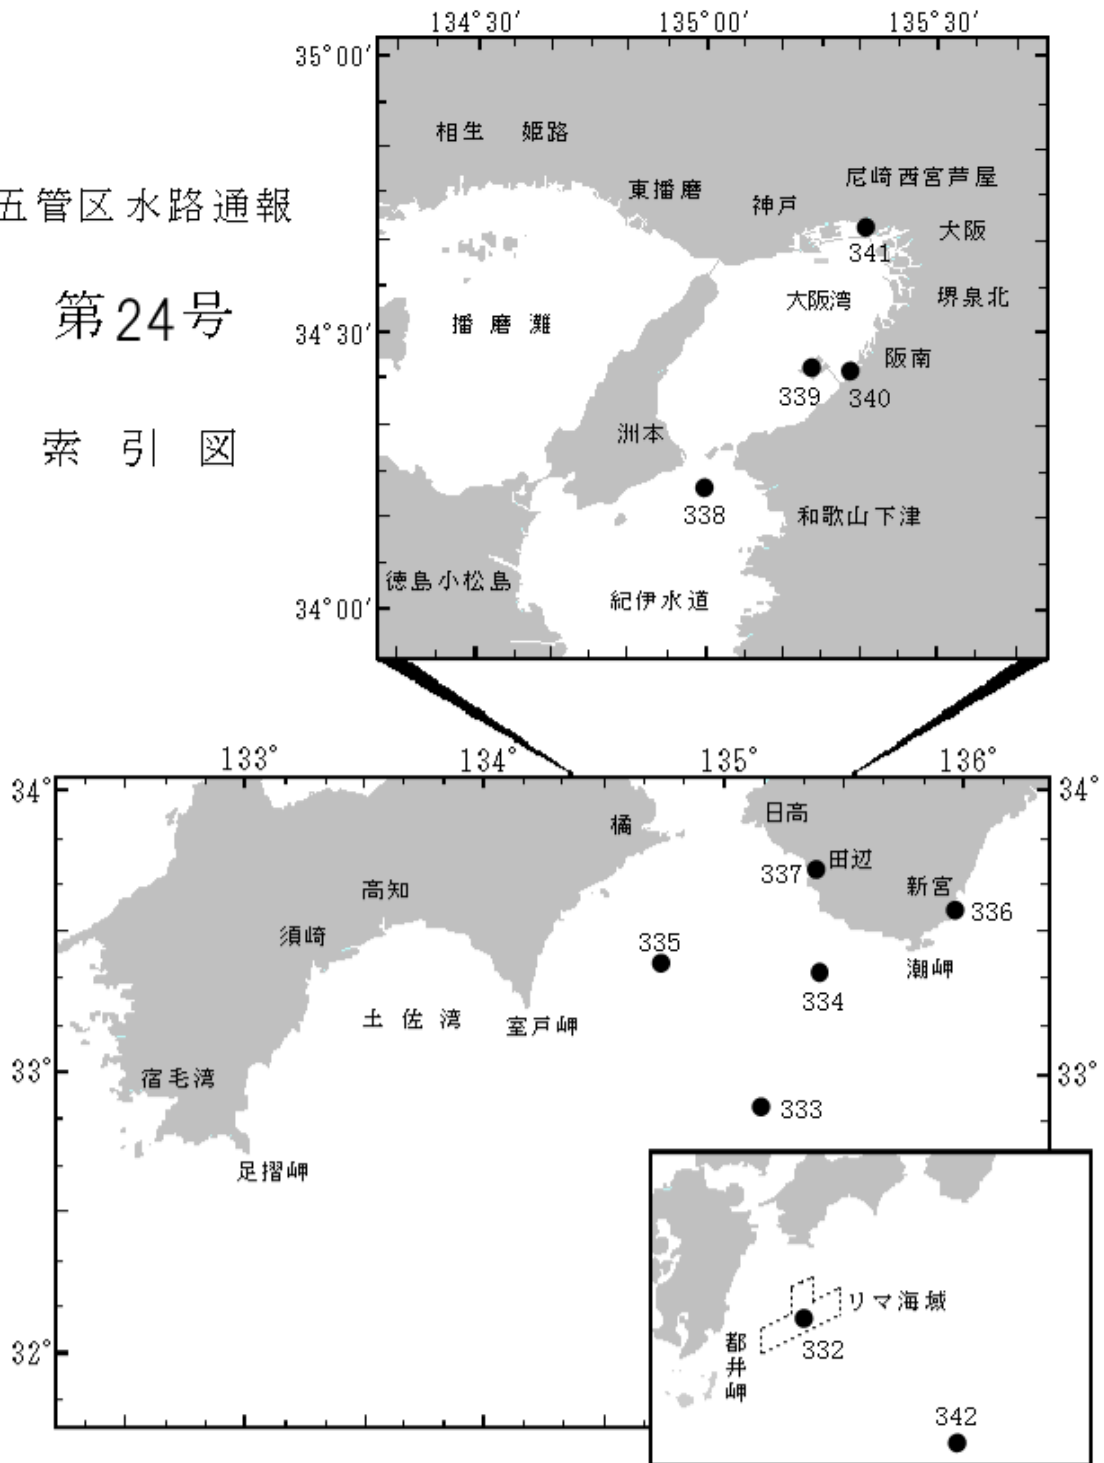 134°30′ 135°00′ 135°30′
35°00′
相生 姫路
尼崎西宮芦屋
東播磨
神戸
五管区水路通報
大阪
341
堺泉北
大阪湾
第24号
播磨灘
34°30′
阪南
339
340
索引図
洲本
338
和歌山下津
徳島小松島
紀伊水道
34°00′
133° 134° 135° 136°
34°
34°
橘
日高
337
田辺
高知
新宮
336
須崎
335
潮岬
334
土佐湾
室戸岬
33°
33°
宿毛湾
333
足摺岬
リマ海域
332
都井岬
32°
342